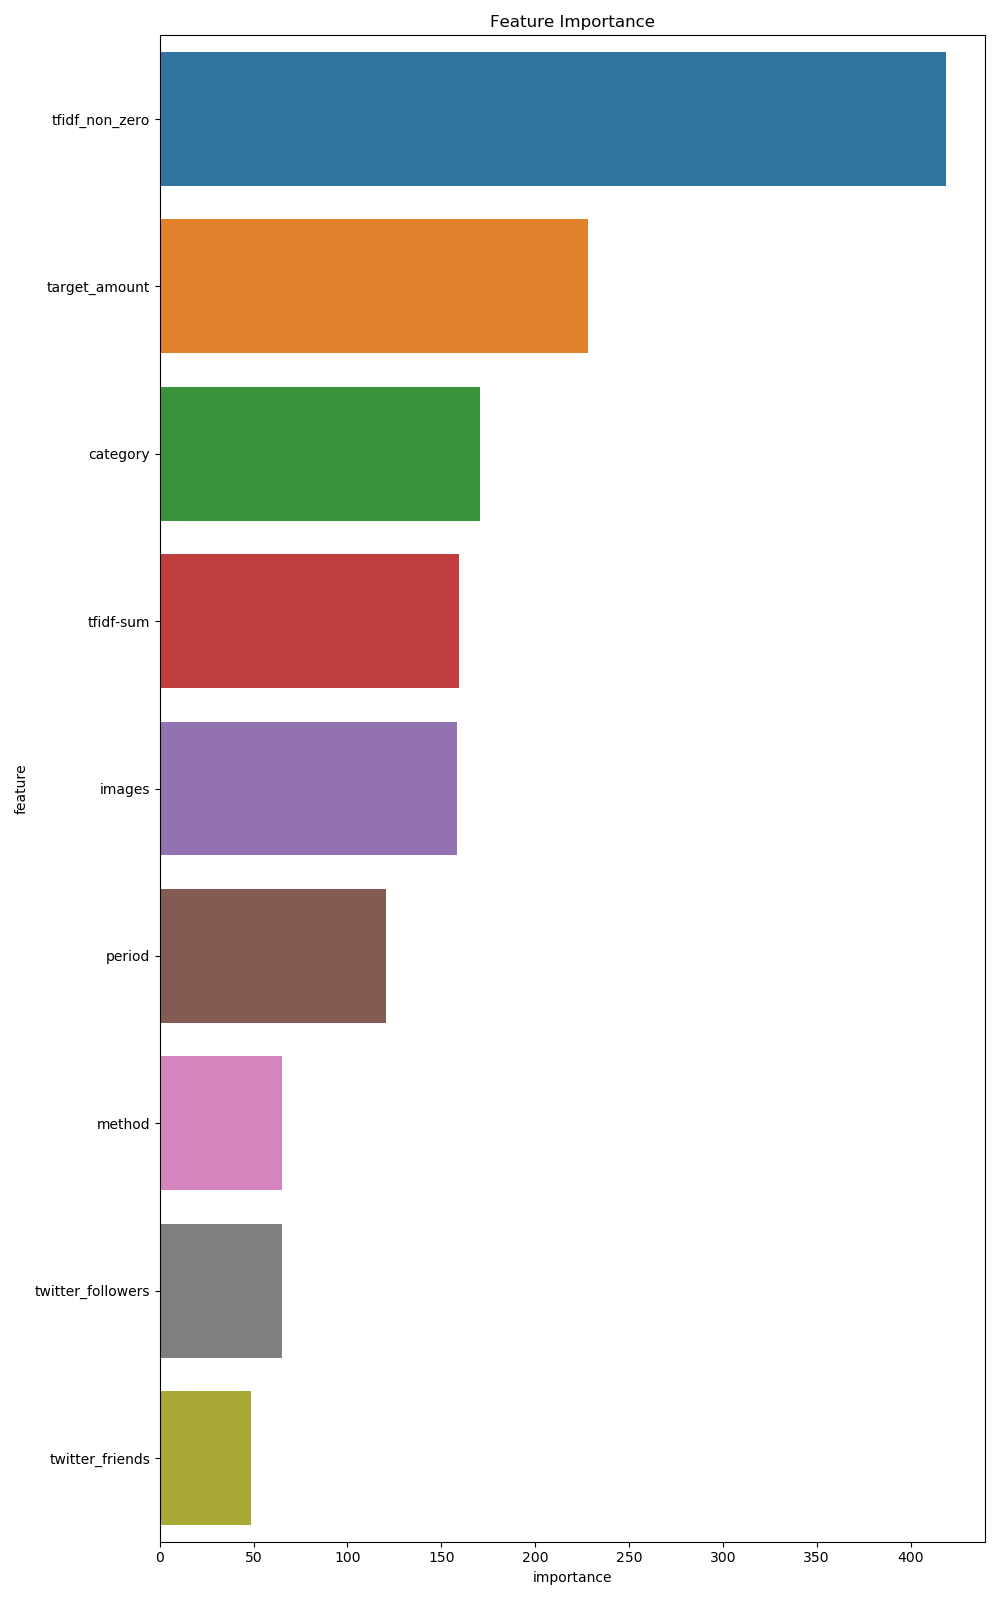 Feature Importance
tfidf_non_zero
target_amount
category
tfidf-sum
images
period
method
twitter_followers
twitter_friends
feature
0 50 100 150 200 250 300 350 400
importance